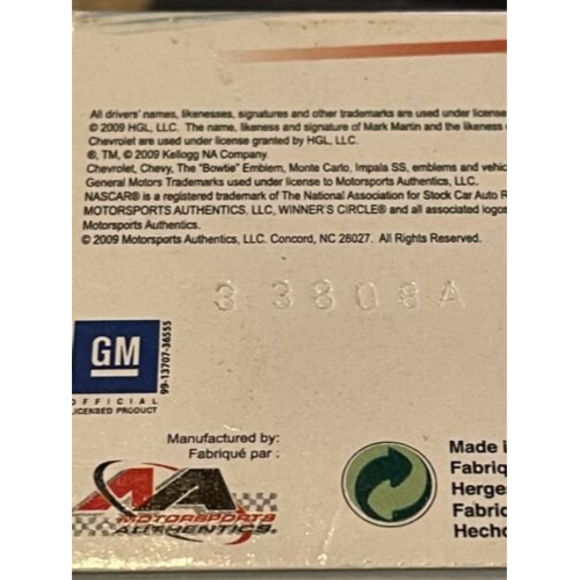 All drivers' names, likenesses, signatures and other trademarks are used under license
© 2009 HGL, LLC. The name, likeness and signature of Mark Martin and the likeness
Chevrolet are used under license granted by HGL, LLC.
®, TM, © 2009 Kellogg NA Company.
Chevrolet, Chevy, The "Bowtie" Emblem, Monte Carlo, Impala SS, emblems and vehic
General Motors Trademarks used under license to Motorsports Authentics, LLC.
NASCAR® is a registered trademark of The National Association for Stock Car Auto R
MOTORSPORTS AUTHENTICS, LLC, WINNER'S CIRCLE® and all associated logos
Motorsports Authentics.
© 2009 Motorsports Authentics, LLC. Concord, NC 28027. All Rights Reserved.
3 3808A
GM
99-13707-36555
OFFICIAL
LICENSED PRODUCT
Manufactured by:
Fabriqué par :
MA
MOTORSPORTS
AUTHENTICS®
Made i
Fabriq
Herges
Fabric
Hecho